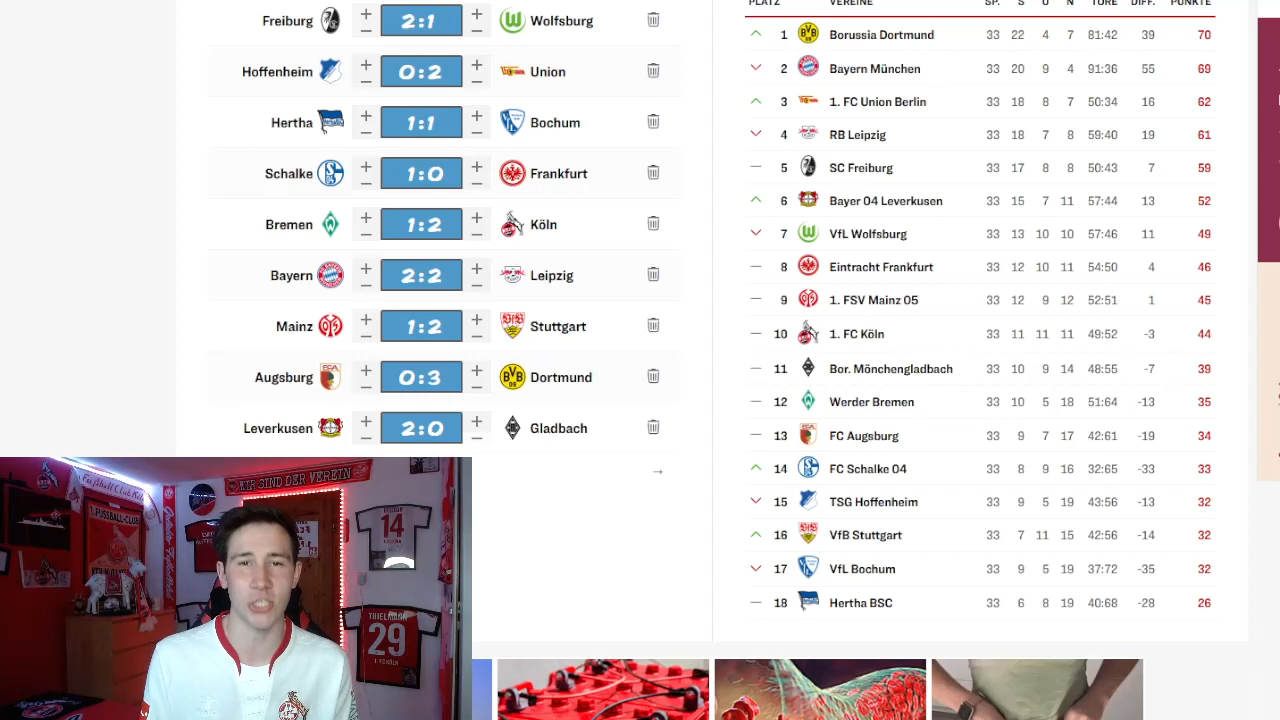 Freiburg 2:1 Wolfsburg
Hoffenheim 0:2 Union
Hertha 1:1 Bochum
Schalke 1:0 Frankfurt
Bremen 1:2 Köln
Bayern 2:2 Leipzig
Mainz 1:2 Stuttgart
Augsburg 0:3 Dortmund
Leverkusen 2:0 Gladbach
→
PLATZ VEREINE SP. S U N TORE DIFF. PUNKTE
1 Borussia Dortmund 33 22 4 7 81:42 39 70
2 Bayern München 33 20 9 4 91:36 55 69
3 1. FC Union Berlin 33 18 8 7 50:34 16 62
4 RB Leipzig 33 18 7 8 59:40 19 61
5 SC Freiburg 33 17 8 8 50:43 7 59
6 Bayer 04 Leverkusen 33 15 7 11 57:44 13 52
7 VfL Wolfsburg 33 13 10 10 57:46 11 49
8 Eintracht Frankfurt 33 12 10 11 54:50 4 46
9 1. FSV Mainz 05 33 12 9 12 52:51 1 45
10 1. FC Köln 33 11 11 11 49:52 -3 44
11 Bor. Mönchengladbach 33 10 9 14 48:55 -7 39
12 Werder Bremen 33 10 5 18 51:64 -13 35
13 FC Augsburg 33 9 7 17 42:61 -19 34
14 FC Schalke 04 33 8 9 16 32:65 -33 33
15 TSG Hoffenheim 33 9 5 19 43:56 -13 32
16 VfB Stuttgart 33 7 11 15 42:56 -14 32
17 VfL Bochum 33 9 5 19 37:72 -35 32
18 Hertha BSC 33 6 8 19 40:68 -28 26
WIR SIND DER VEREIN
1.FUSSBALL-CLUB
14
THIELMANN
29
1. FC KÖLN